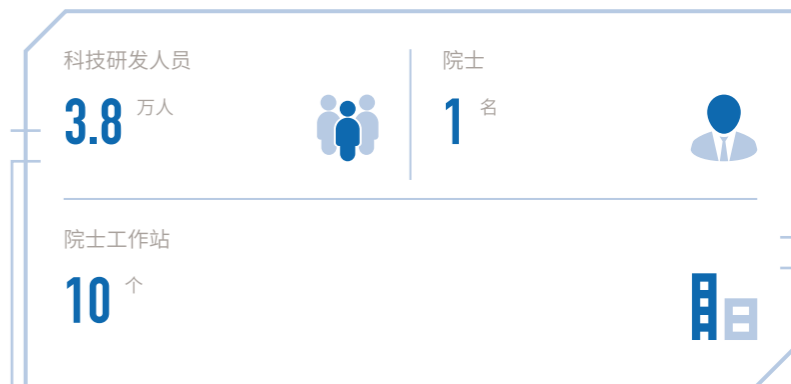 科技研发人员
3.8 万人
院士
1 名
院士工作站
10 个